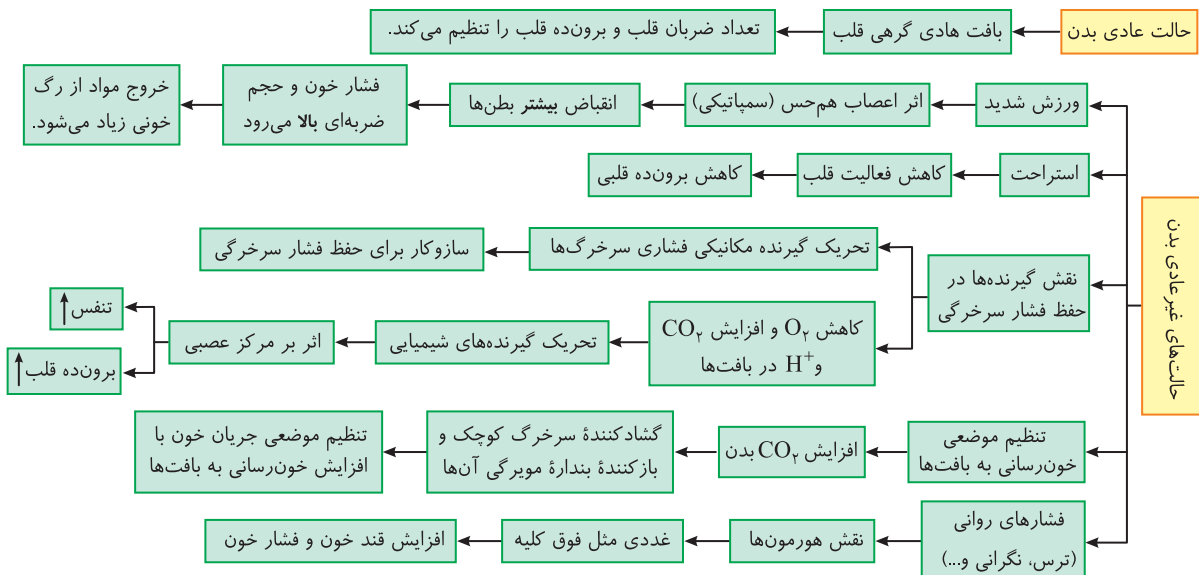 حالت عادی بدن
بافت هادی گرهی قلب
تعداد ضربان قلب و برون‌ده قلب را تنظیم می‌کند.
حالت‌های غیرعادی بدن
ورزش شدید
اثر اعصاب هم‌حس (سمپاتیکی)
انقباض بیشتر بطن‌ها
فشار خون و حجم
ضربه‌ای بالا می‌رود
خروج مواد از رگ
خونی زیاد می‌شود.
استراحت
کاهش فعالیت قلب
کاهش برون‌ده قلبی
نقش گیرنده‌ها در
حفظ فشار سرخرگی
تحریک گیرنده مکانیکی فشاری سرخرگ‌ها
سازوکار برای حفظ فشار سرخرگی
کاهش O₂ و افزایش CO₂
و H⁺ در بافت‌ها
تحریک گیرنده‌های شیمیایی
اثر بر مرکز عصبی
تنفس ↑
برون‌ده قلب ↑
تنظیم موضعی
خون‌رسانی به بافت‌ها
افزایش CO₂ بدن
گشادکنندهٔ سرخرگ کوچک و
بازکنندهٔ بندارهٔ مویرگی آن‌ها
تنظیم موضعی جریان خون با
افزایش خون‌رسانی به بافت‌ها
فشارهای روانی
(ترس، نگرانی و...)
نقش هورمون‌ها
غددی مثل فوق کلیه
افزایش قند خون و فشار خون